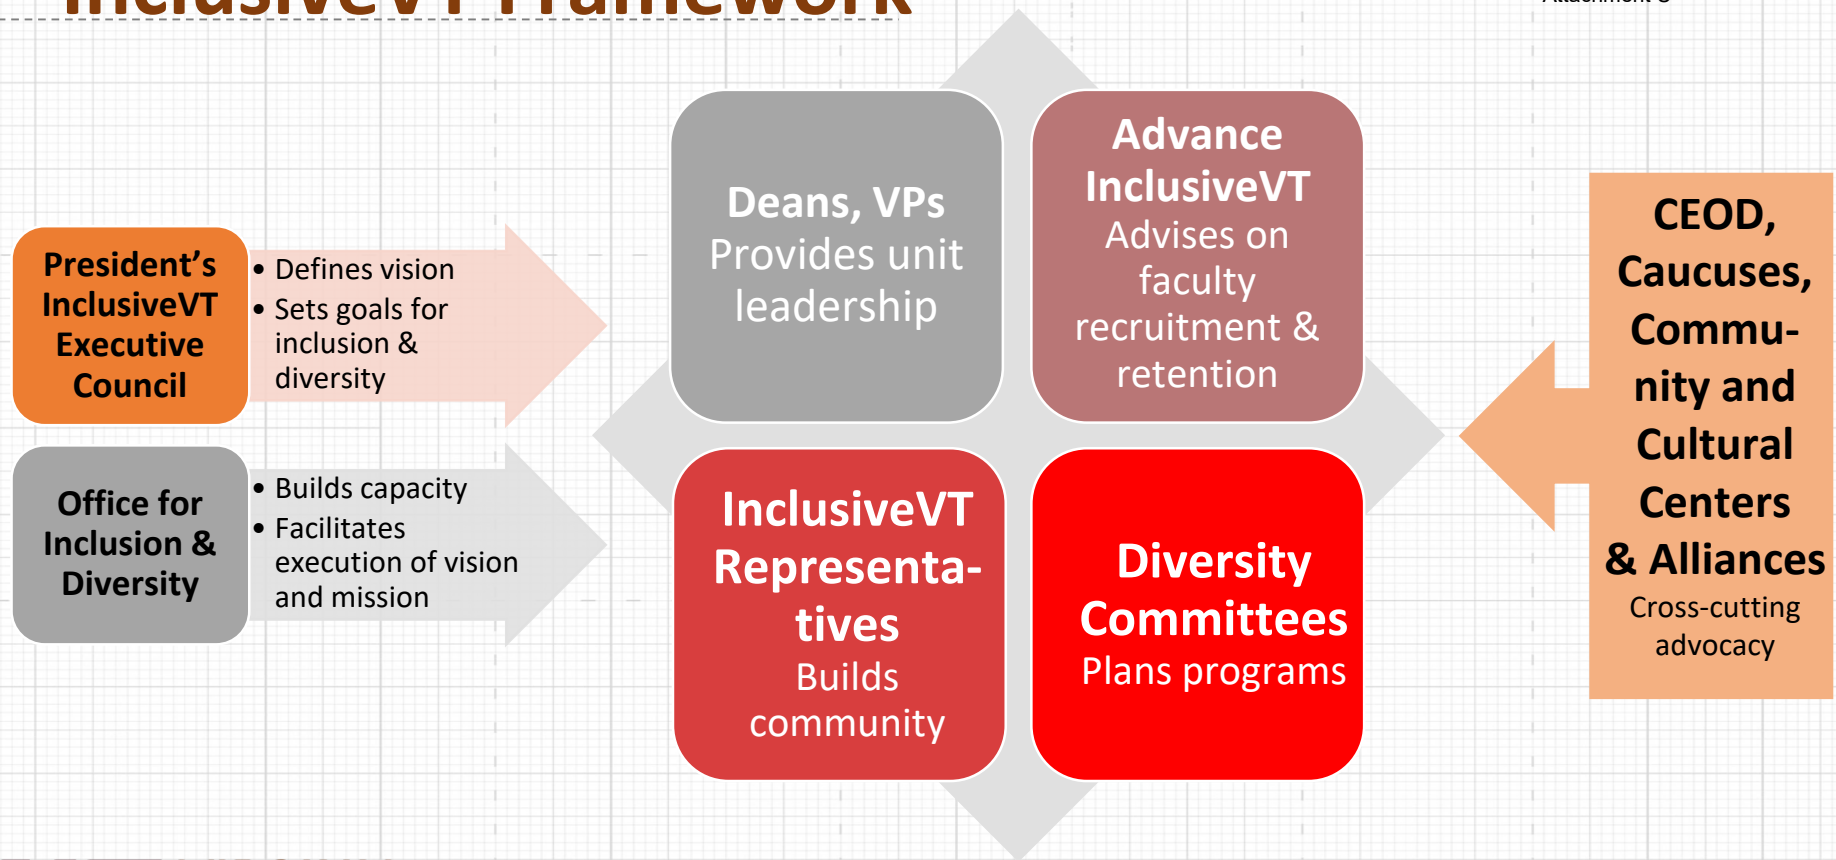 InclusiveVT Framework
President’s
InclusiveVT
Executive
Council
• Defines vision
• Sets goals for
inclusion &
diversity
Office for
Inclusion &
Diversity
• Builds capacity
• Facilitates
execution of vision
and mission
Deans, VPs
Provides unit
leadership
Advance
InclusiveVT
Advises on
faculty
recruitment &
retention
InclusiveVT
Representa-
tives
Builds
community
Diversity
Committees
Plans programs
CEOD,
Caucuses,
Commu-
nity and
Cultural
Centers
& Alliances
Cross-cutting
advocacy